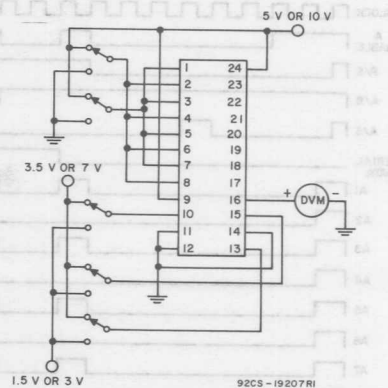 5 V OR 10 V
1 24
2 23
3 22
4 21
5 20
6 19
7 18
8 17
9 16
10 15
11 14
12 13
3.5 V OR 7 V
+ DVM -
1.5 V OR 3 V
92CS-19207RI